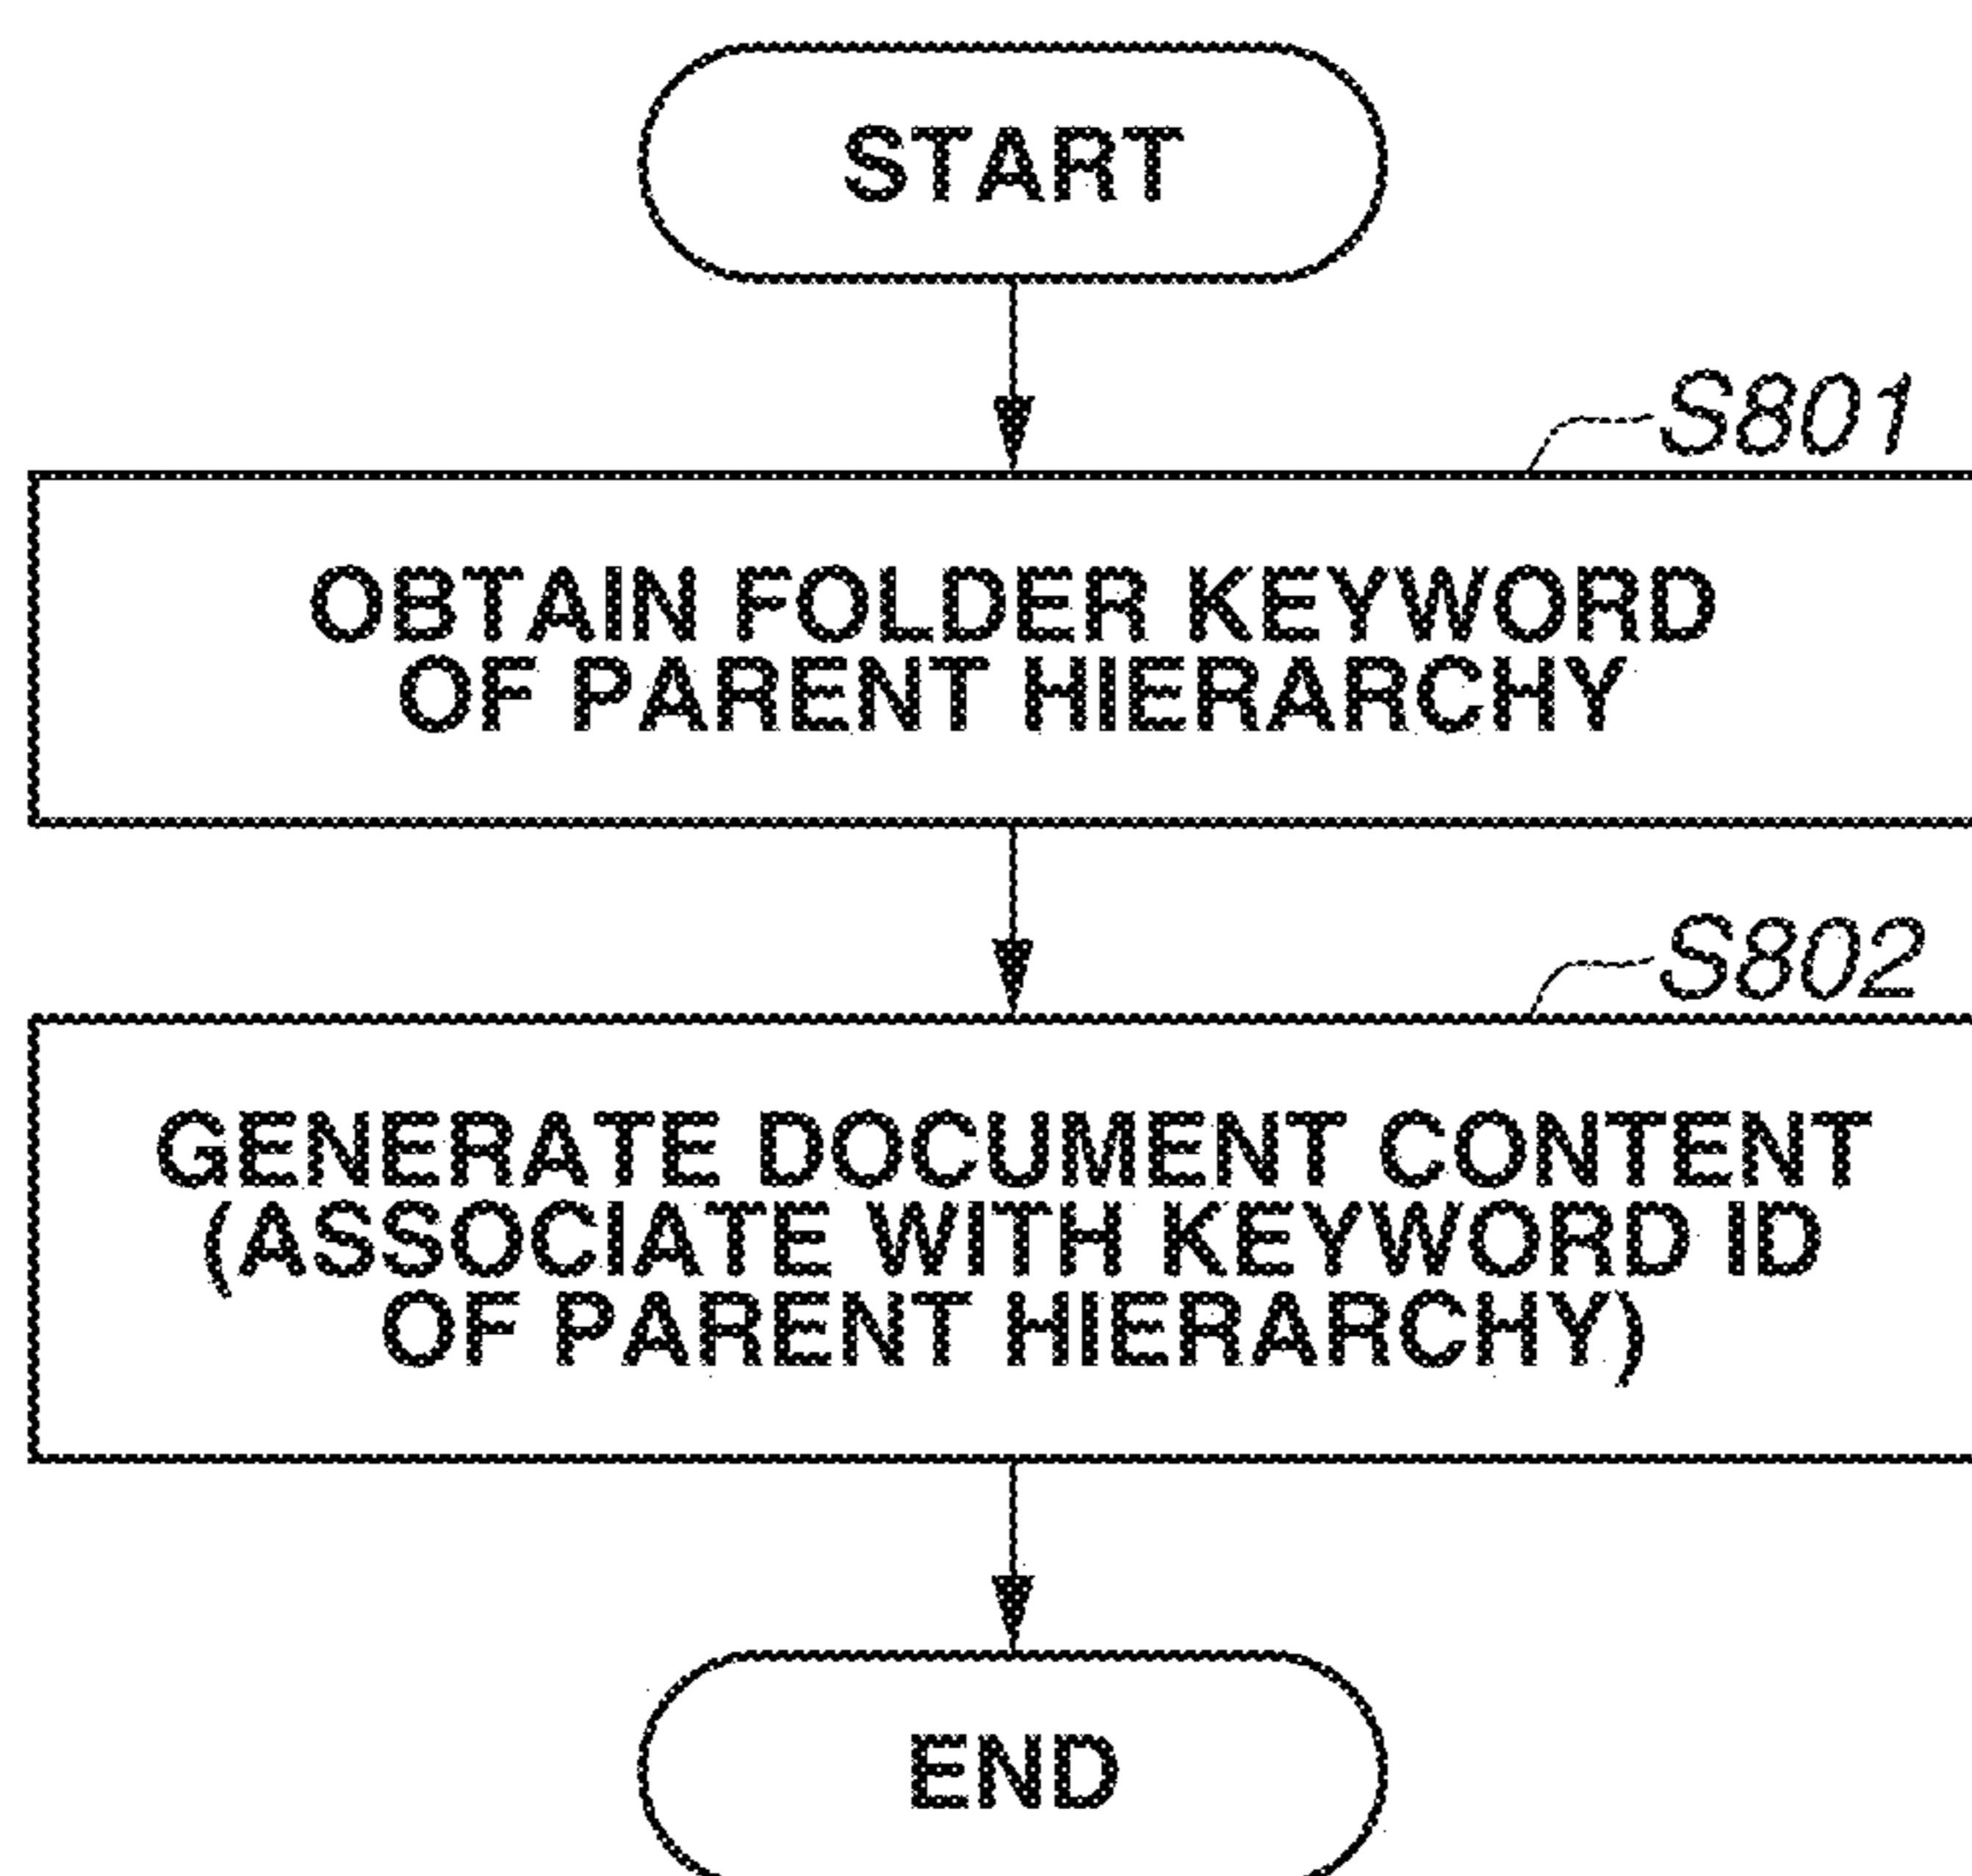 START
S801
OBTAIN FOLDER KEYWORD
OF PARENT HIERARCHY
S802
GENERATE DOCUMENT CONTENT
(ASSOCIATE WITH KEYWORD ID
OF PARENT HIERARCHY)
END